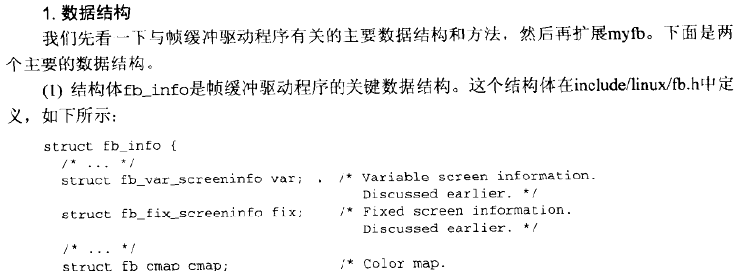 1. 数据结构
我们先看一下与帧缓冲驱动程序有关的主要数据结构和方法，然后再扩展myfb。下面是两
个主要的数据结构。
(1) 结构体fb_info是帧缓冲驱动程序的关键数据结构。这个结构体在include/linux/fb.h中定
义，如下所示：
struct fb_info {
/* ... */
struct fb_var_screeninfo var; /* Variable screen information.
Discussed earlier. */
struct fb_fix_screeninfo fix; /* Fixed screen information.
Discussed earlier. */
/* ... */
struct fb_cmap cmap; /* Color map.